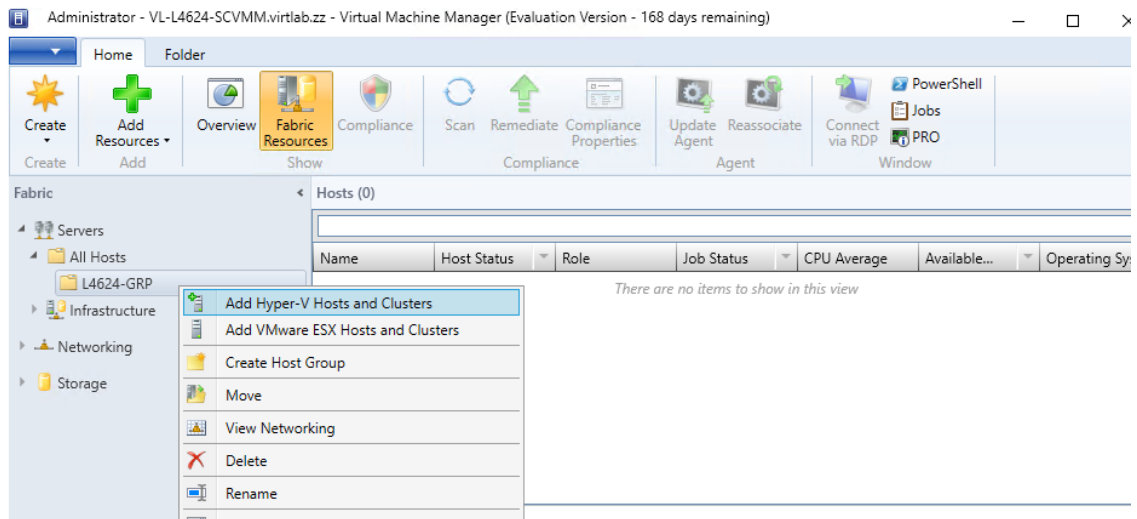 Administrator - VL-L4624-SCVMM.virtlab.zz - Virtual Machine Manager (Evaluation Version - 168 days remaining)
Home Folder
Create
Add Resources
Overview
Fabric Resources
Compliance
Scan
Remediate
Compliance Properties
Update Agent
Reassociate
Connect via RDP
PowerShell
Jobs
PRO
Create Add Show Compliance Agent Window
Fabric
Servers
All Hosts
L4624-GRP
Infrastructure
Networking
Storage
Hosts (0)
Name Host Status Role Job Status CPU Average Available... Operating Sy
There are no items to show in this view
Add Hyper-V Hosts and Clusters
Add VMware ESX Hosts and Clusters
Create Host Group
Move
View Networking
Delete
Rename